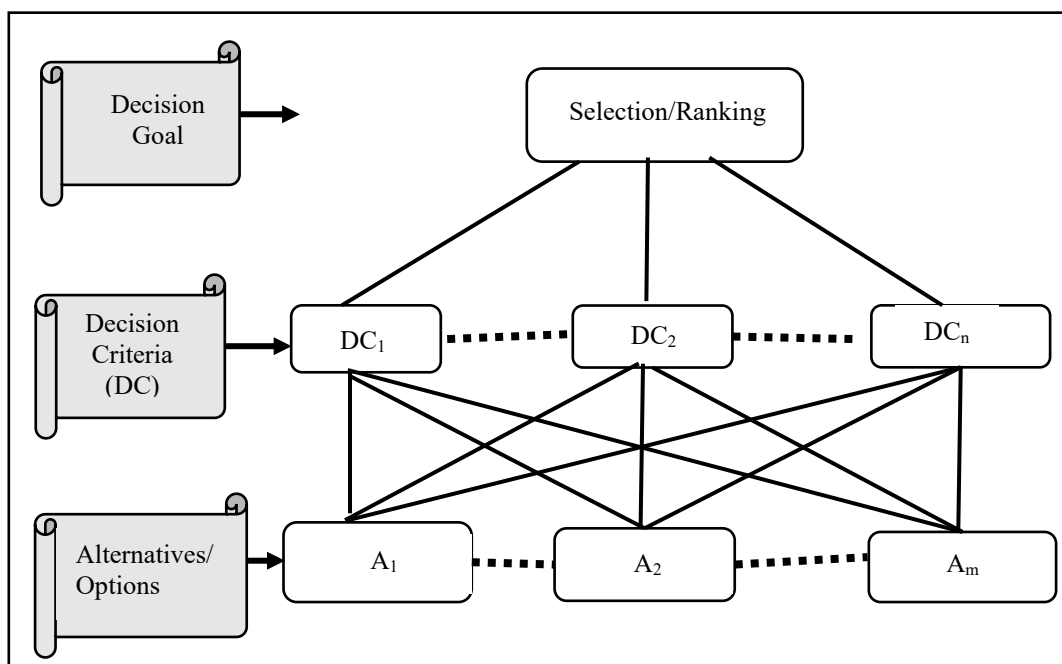 Decision
Goal
Selection/Ranking
Decision
Criteria
(DC)
DC₁
DC₂
DCₙ
Alternatives/
Options
A₁
A₂
Aₘ